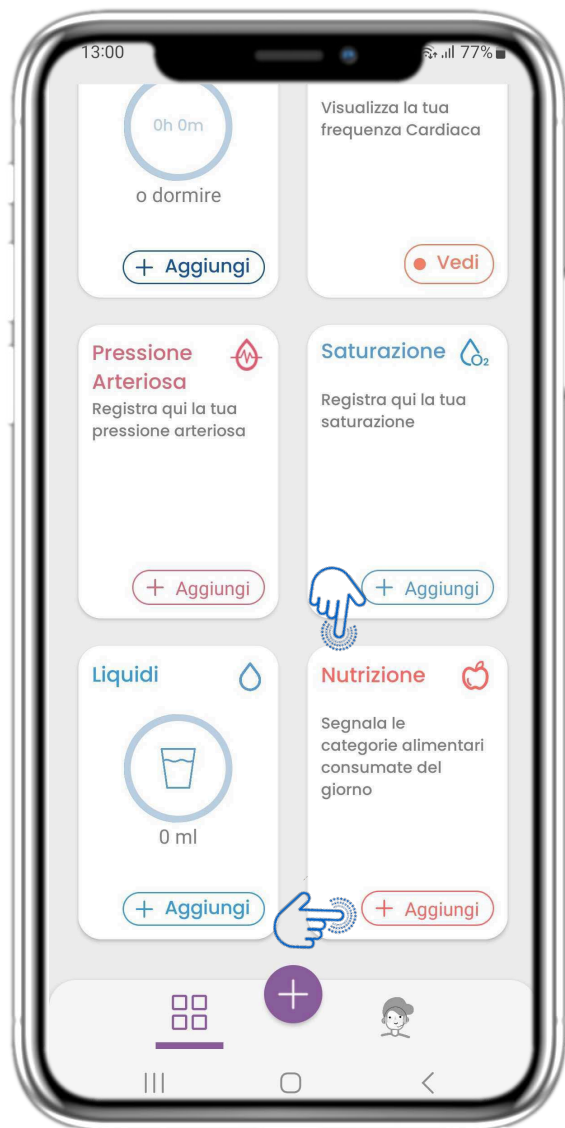 13:00
77%
0h 0m
o dormire
+ Aggiungi
Visualizza la tua
frequenza Cardiaca
Vedi
Pressione
Arteriosa
Registra qui la tua
pressione arteriosa
+ Aggiungi
Saturazione
O2
Registra qui la tua
saturazione
+ Aggiungi
Liquidi
0 ml
+ Aggiungi
Nutrizione
Segnala le
categorie alimentari
consumate del
giorno
+ Aggiungi